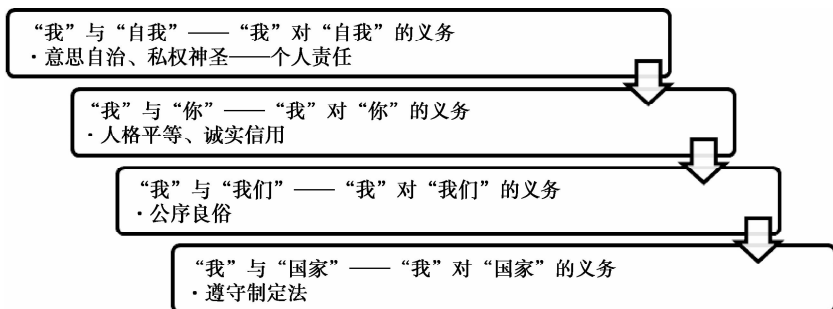 “我”与“自我”——“我”对“自我”的义务
· 意思自治、私权神圣——个人责任
“我”与“你”——“我”对“你”的义务
· 人格平等、诚实信用
“我”与“我们”——“我”对“我们”的义务
· 公序良俗
“我”与“国家”——“我”对“国家”的义务
· 遵守制定法